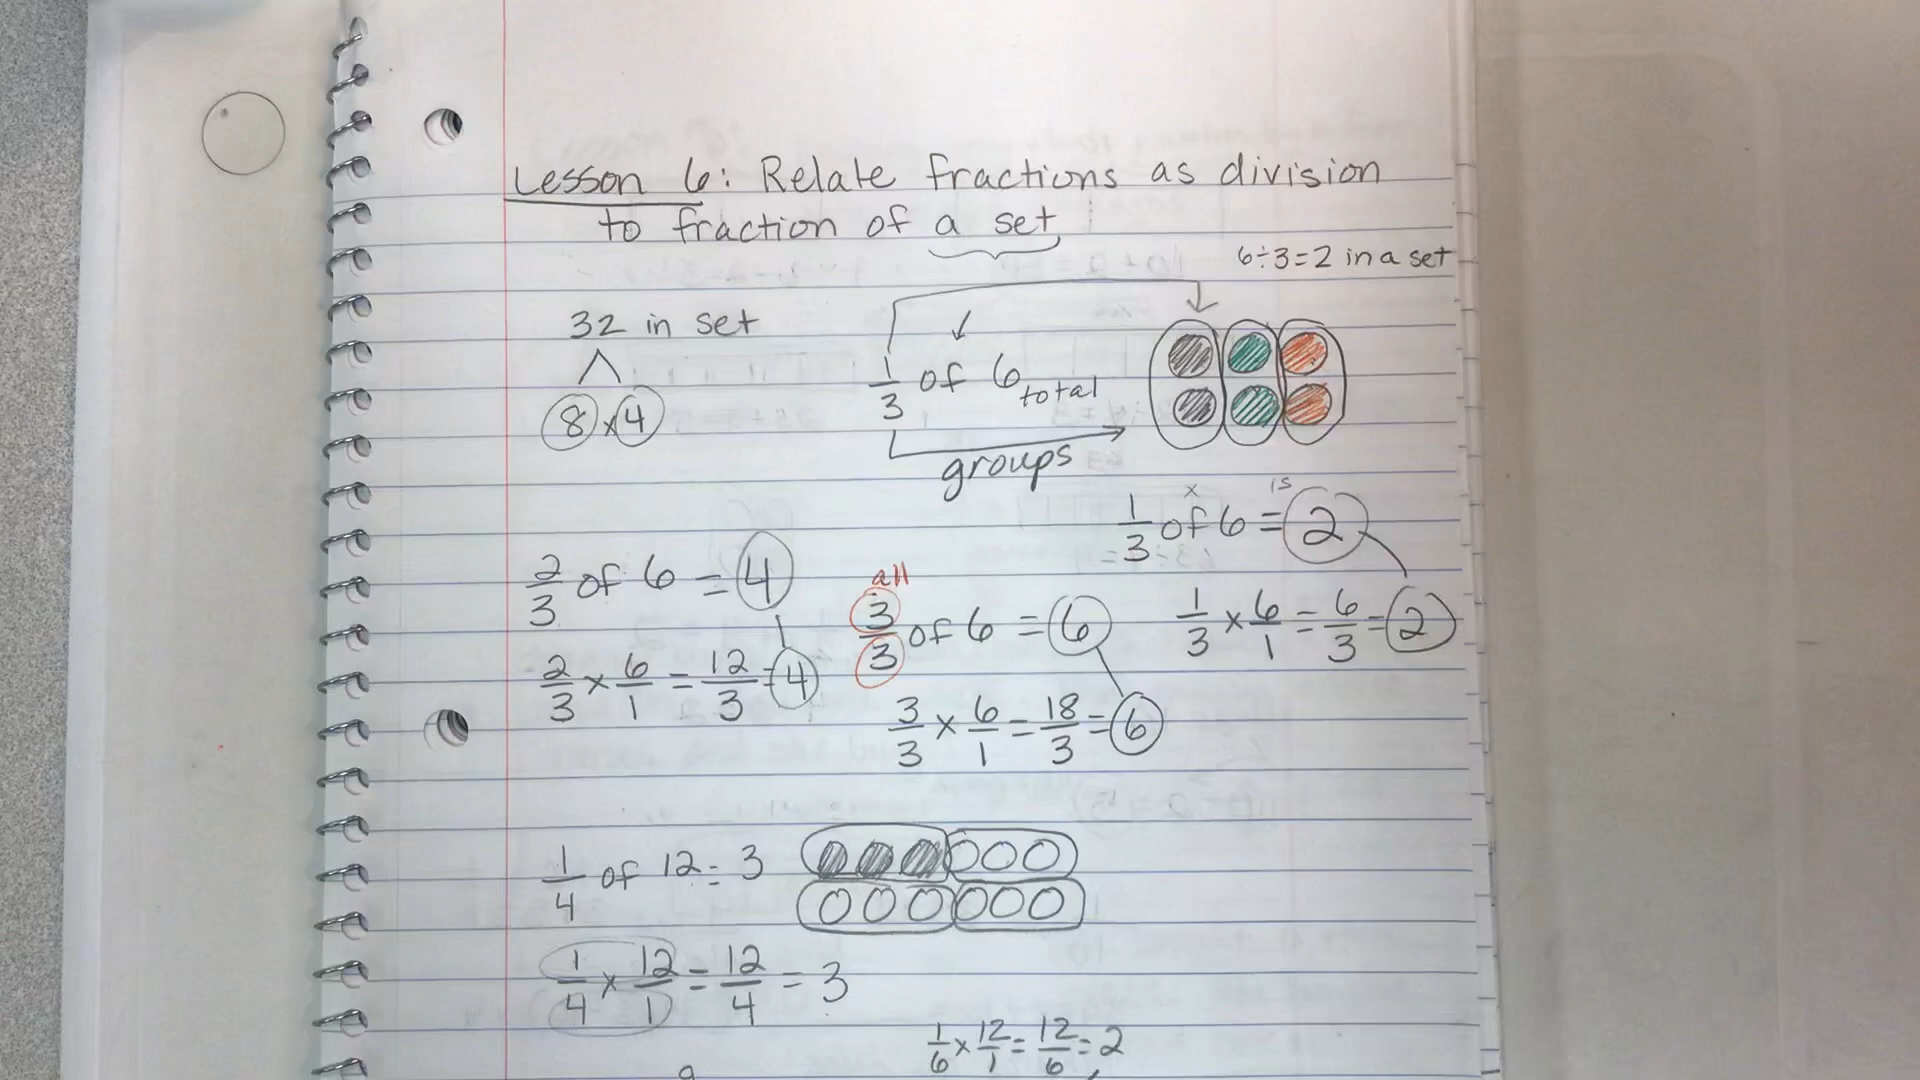 Lesson 6: Relate fractions as division
to fraction of a set
6÷3=2 in a set
32 in set
8 x 4
1/3 of 6 total
groups
x is
1/3 of 6 = 2
1/3 x 6/1 = 6/3 = 2
2/3 of 6 = 4
2/3 x 6/1 = 12/3 = 4
all
3/3 of 6 = 6
3/3 x 6/1 = 18/3 = 6
1/4 of 12 = 3
1/4 x 12/1 = 12/4 = 3
1/6 x 12/1 = 12/6 = 2